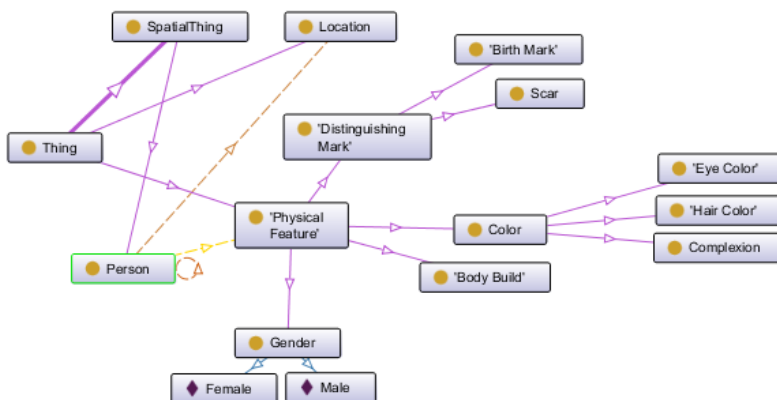 SpatialThing
Location
'Birth Mark'
Scar
'Distinguishing
Mark'
Thing
'Eye Color'
'Physical
Feature'
'Hair Color'
Color
Complexion
Person
'Body Build'
Gender
Female
Male